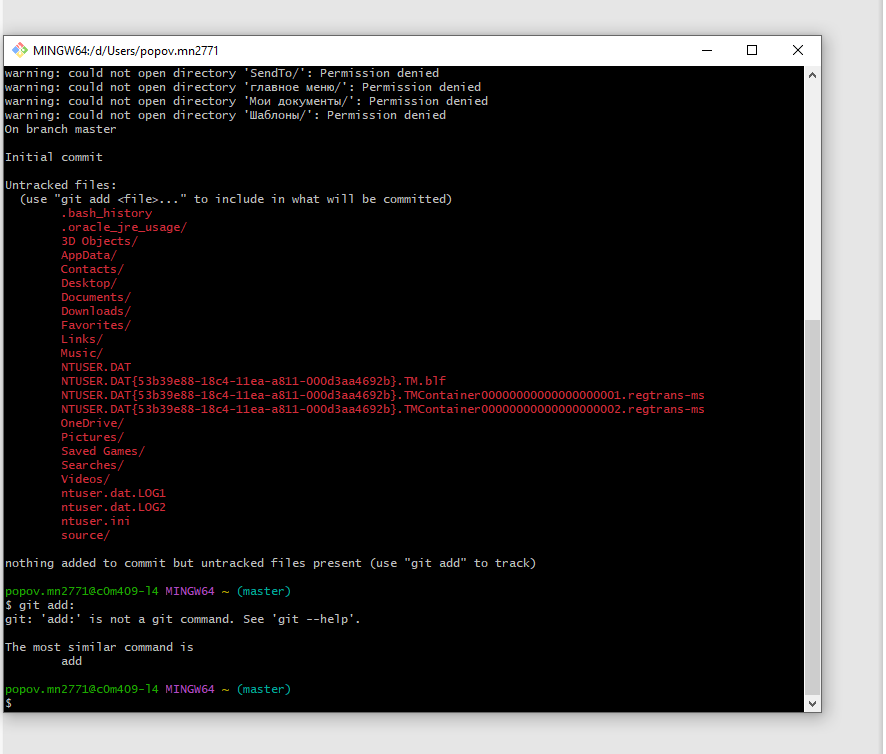 MINGW64:/d/Users/popov.mn2771
warning: could not open directory 'SendTo/': Permission denied
warning: could not open directory 'главное меню/': Permission denied
warning: could not open directory 'Мои документы/': Permission denied
warning: could not open directory 'Шаблоны/': Permission denied
On branch master
Initial commit
Untracked files:
(use "git add <file>..." to include in what will be committed)
.bash_history
.oracle_jre_usage/
3D Objects/
AppData/
Contacts/
Desktop/
Documents/
Downloads/
Favorites/
Links/
Music/
NTUSER.DAT
NTUSER.DAT{53b39e88-18c4-11ea-a811-000d3aa4692b}.TM.blf
NTUSER.DAT{53b39e88-18c4-11ea-a811-000d3aa4692b}.TMContainer00000000000000000001.regtrans-ms
NTUSER.DAT{53b39e88-18c4-11ea-a811-000d3aa4692b}.TMContainer00000000000000000002.regtrans-ms
OneDrive/
Pictures/
Saved Games/
Searches/
Videos/
ntuser.dat.LOG1
ntuser.dat.LOG2
ntuser.ini
source/
nothing added to commit but untracked files present (use "git add" to track)
popov.mn2771@c0m409-l4 MINGW64 ~ (master)
$ git add:
git: 'add:' is not a git command. See 'git --help'.
The most similar command is
add
popov.mn2771@c0m409-l4 MINGW64 ~ (master)
$